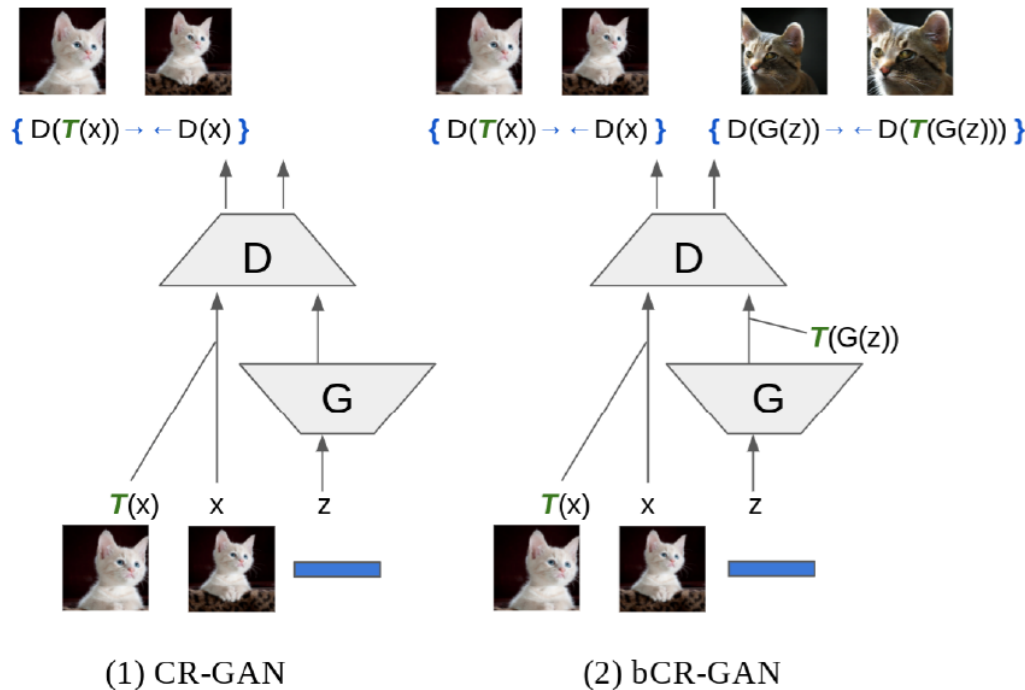 { D(T(x)) → ← D(x) }
D
G
T(x) x z
(1) CR-GAN
{ D(T(x)) → ← D(x) } { D(G(z)) → ← D(T(G(z))) }
D
T(G(z))
G
T(x) x z
(2) bCR-GAN